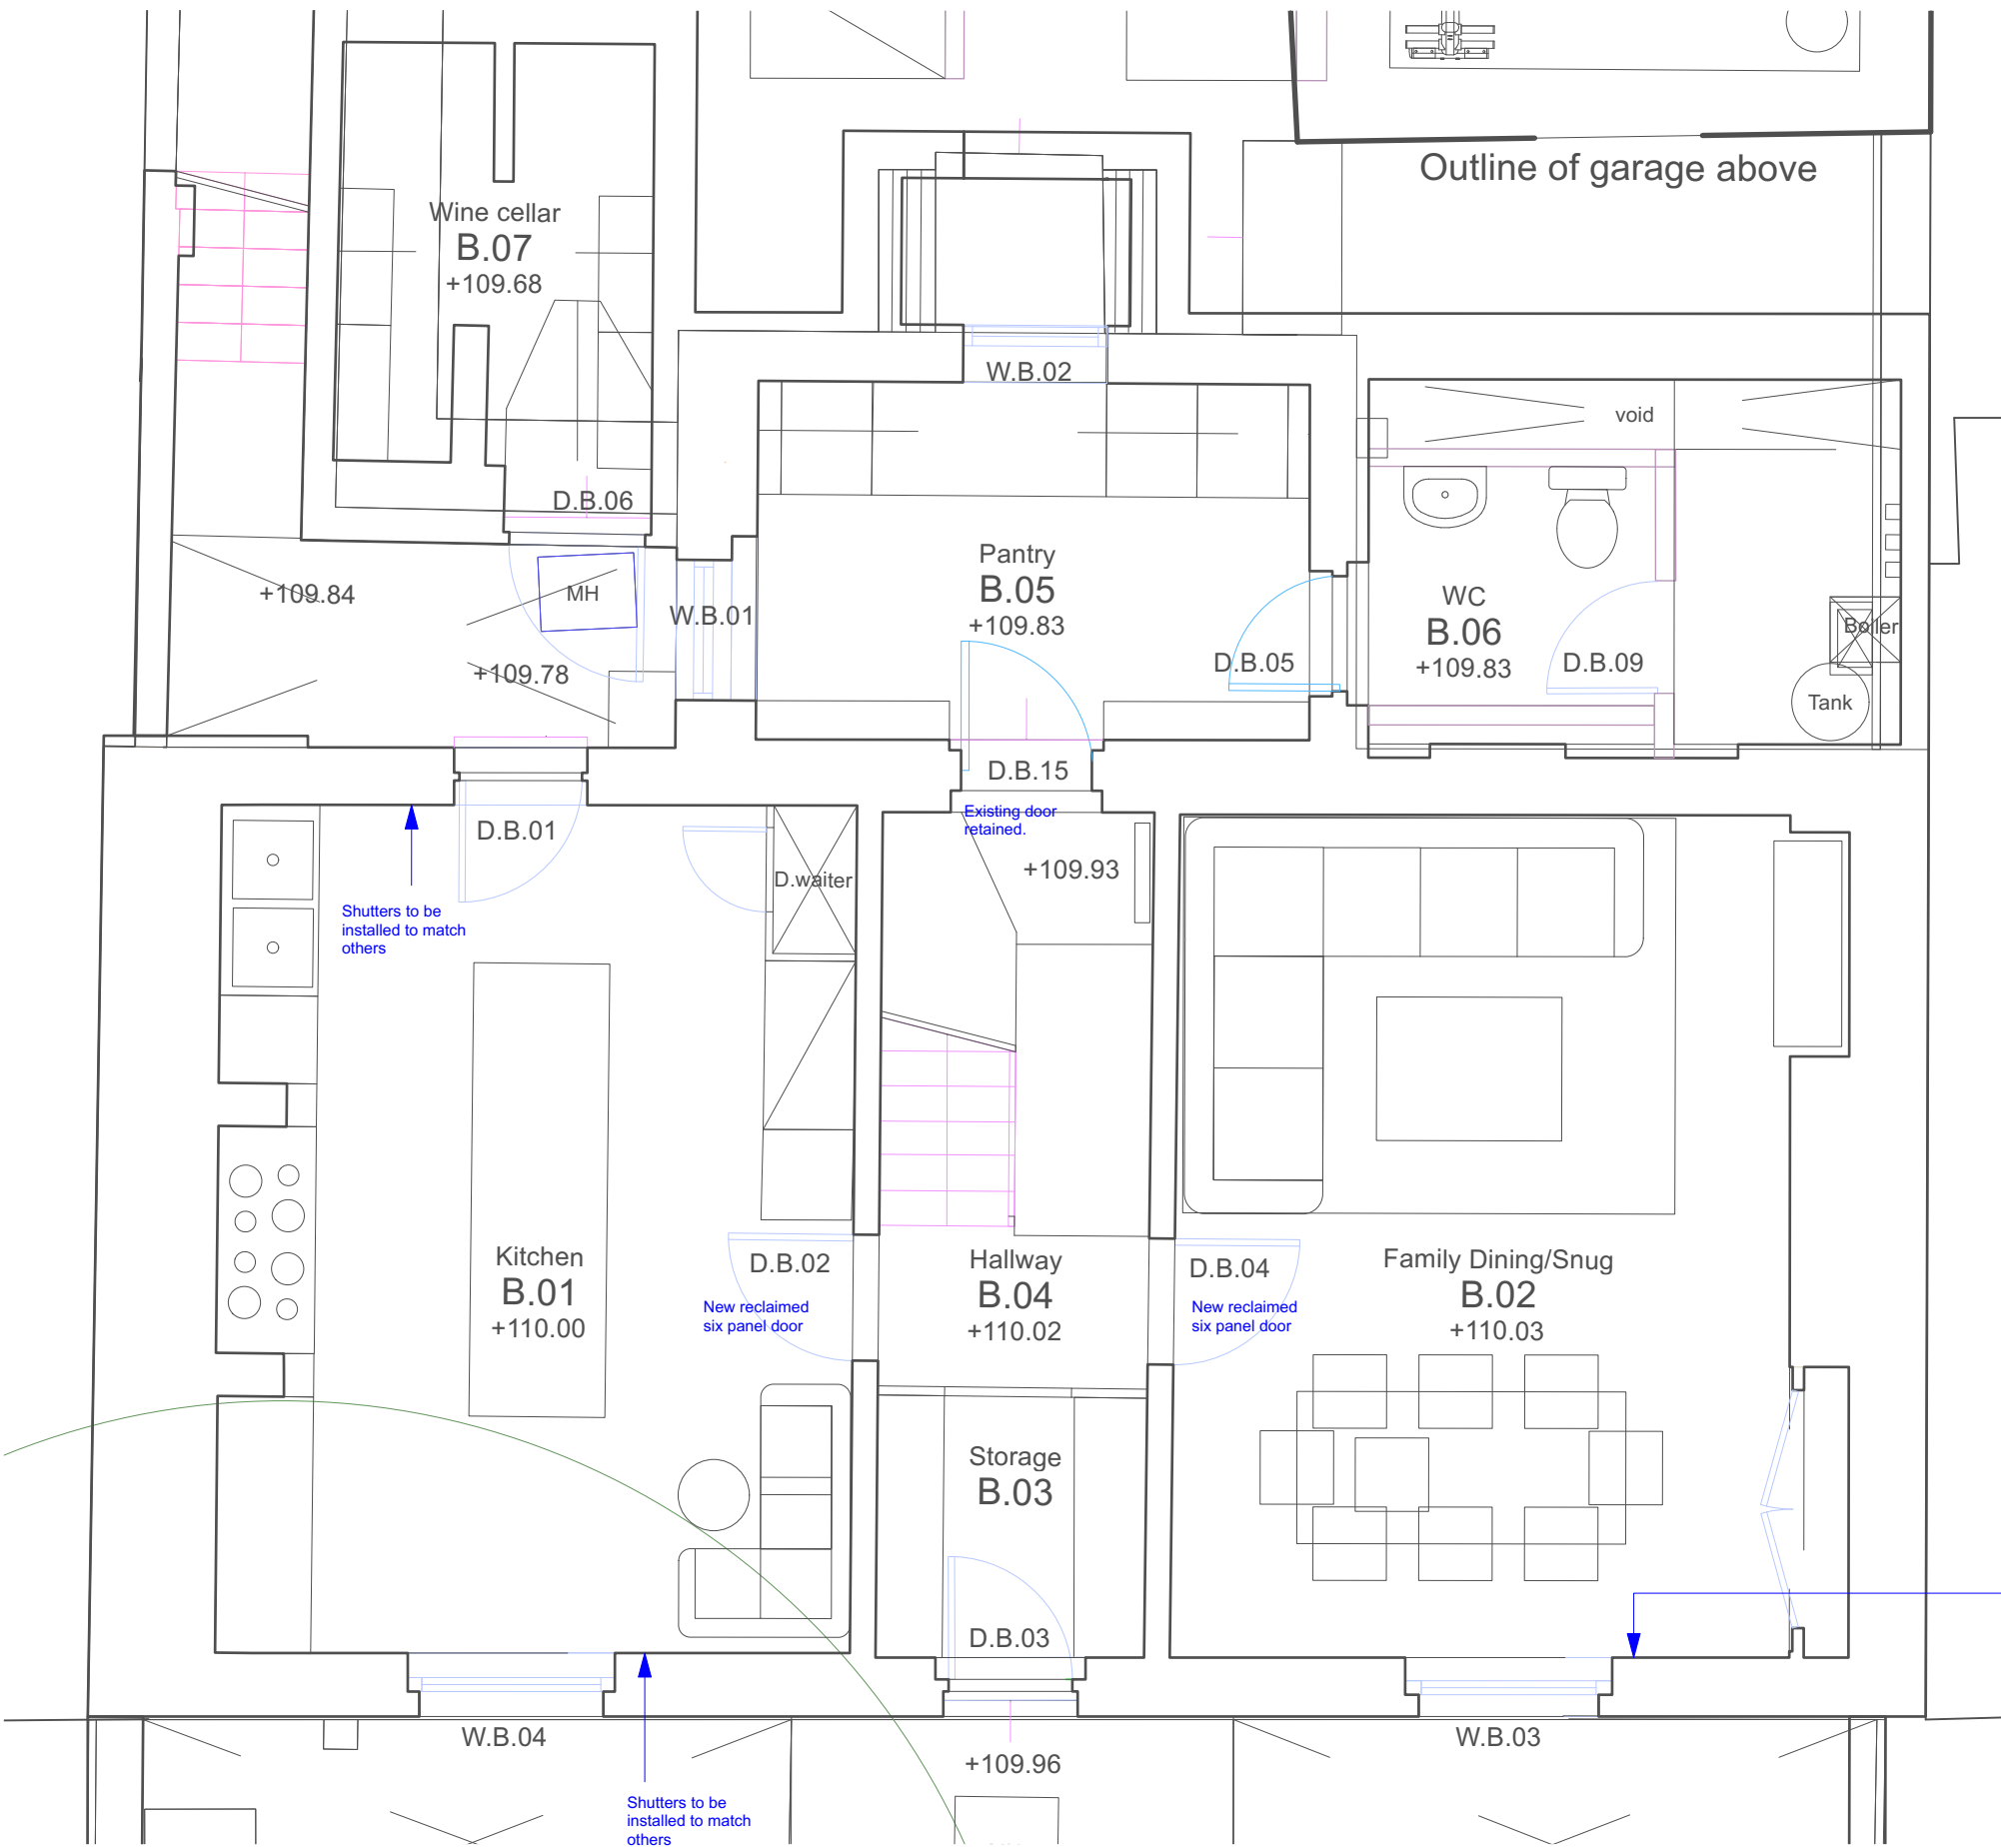 Outline of garage above
Wine cellar
B.07
+109.68
W.B.02
void
D.B.06
Pantry
B.05
+109.83
+109.84
MH
W.B.01
WC
B.06
+109.83
Boiler
D.B.05
D.B.09
+109.78
Tank
D.B.15
Existing door
retained.
D.B.01
+109.93
D.waiter
Shutters to be
installed to match
others
Kitchen
B.01
+110.00
D.B.02
New reclaimed
six panel door
Hallway
B.04
+110.02
D.B.04
New reclaimed
six panel door
Family Dining/Snug
B.02
+110.03
Storage
B.03
D.B.03
W.B.04
+109.96
W.B.03
Shutters to be
installed to match
others